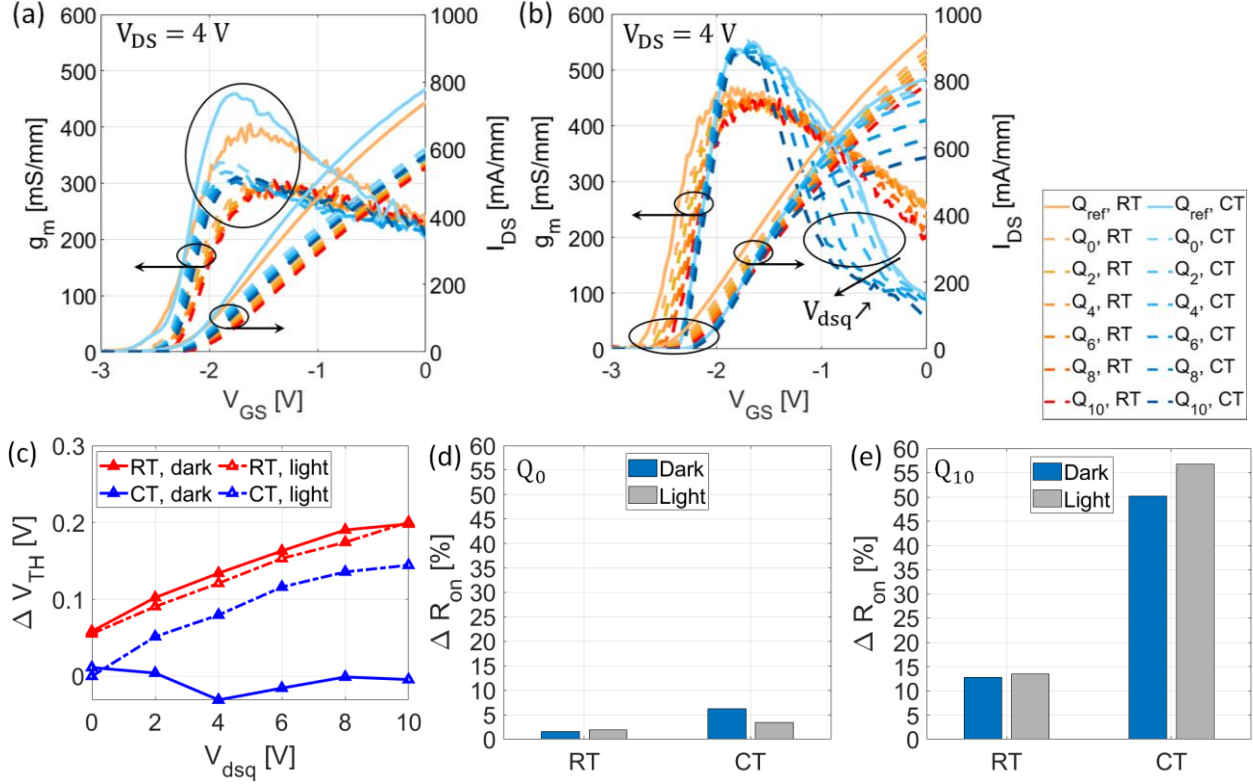 (a)
V_DS = 4 V
600
500
400
300
200
100
0
g_m [mS/mm]
1000
800
600
400
200
0
I_DS [mA/mm]
-3
-2
-1
0
V_GS [V]
(b)
V_DS = 4 V
600
500
400
300
200
100
0
g_m [mS/mm]
1000
800
600
400
200
0
I_DS [mA/mm]
V_dsq ↗
-3
-2
-1
0
V_GS [V]
Q_ref, RT
Q_ref, CT
Q_0, RT
Q_0, CT
Q_2, RT
Q_2, CT
Q_4, RT
Q_4, CT
Q_6, RT
Q_6, CT
Q_8, RT
Q_8, CT
Q_10, RT
Q_10, CT
(c)
0.3
0.2
0.1
0
Δ V_TH [V]
RT, dark
RT, light
CT, dark
CT, light
0
2
4
6
8
10
V_dsq [V]
(d)
Q_0
Dark
Light
60
55
50
45
40
35
30
25
20
15
10
5
0
Δ R_on [%]
RT
CT
(e)
Q_10
Dark
Light
60
55
50
45
40
35
30
25
20
15
10
5
0
Δ R_on [%]
RT
CT